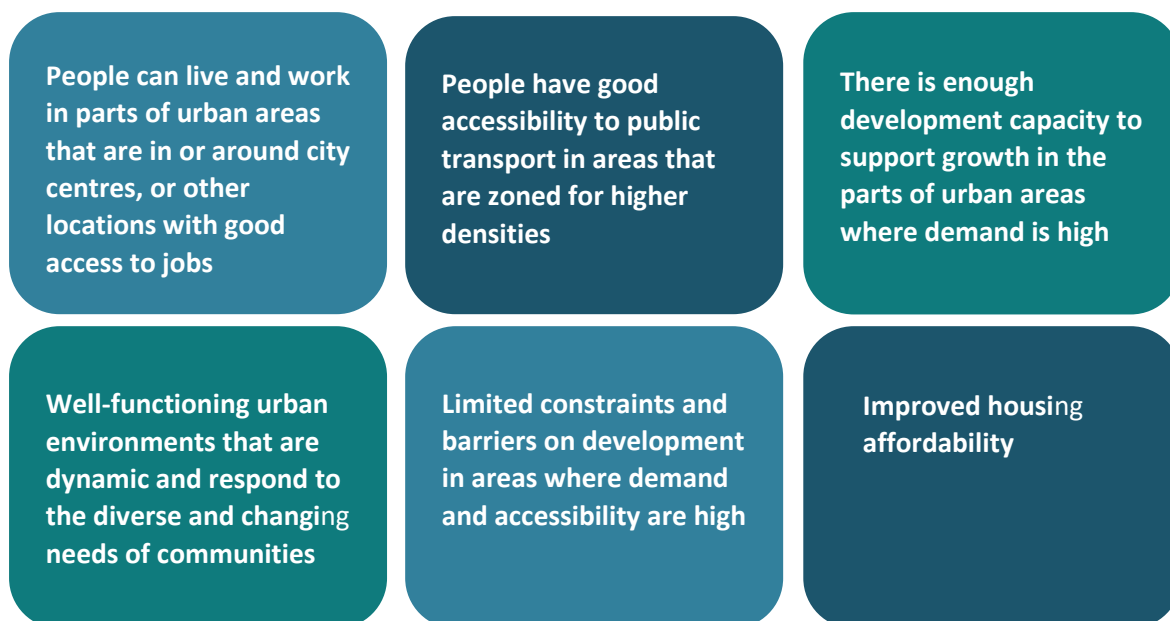 People can live and work
in parts of urban areas
that are in or around city
centres, or other
locations with good
access to jobs
People have good
accessibility to public
transport in areas that
are zoned for higher
densities
There is enough
development capacity to
support growth in the
parts of urban areas
where demand is high
Well-functioning urban
environments that are
dynamic and respond to
the diverse and changing
needs of communities
Limited constraints and
barriers on development
in areas where demand
and accessibility are high
Improved housing
affordability